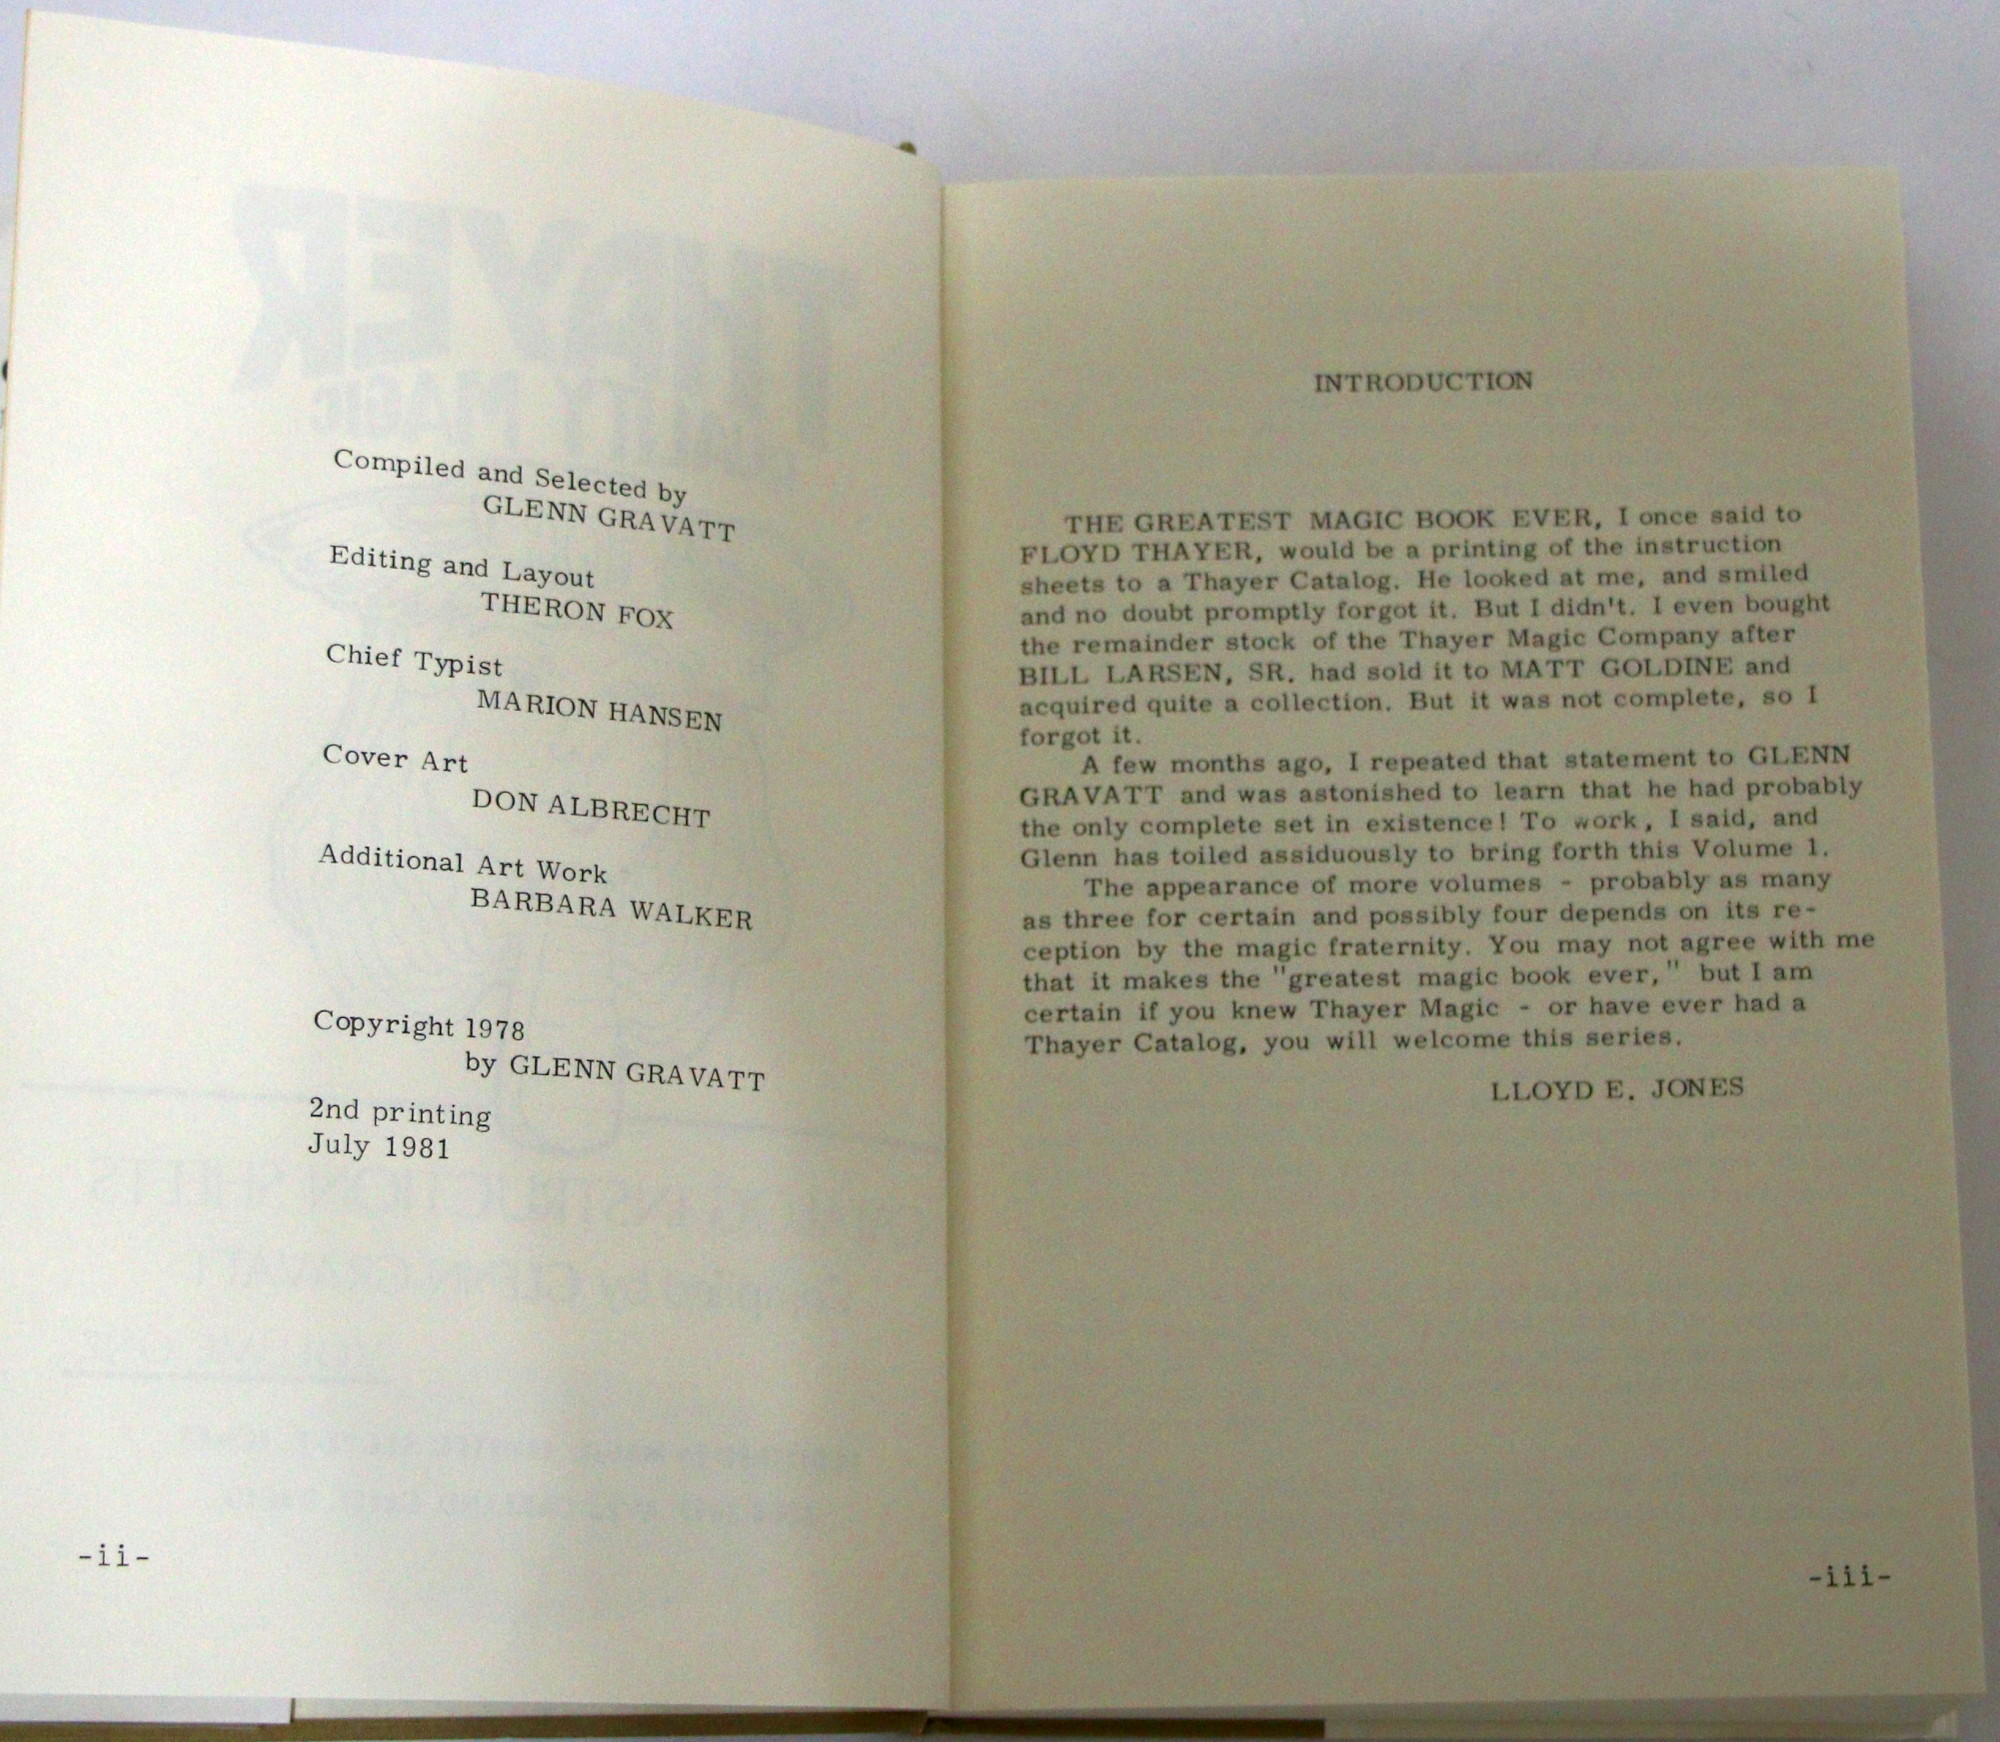 Compiled and Selected by
GLENN GRAVATT
Editing and Layout
THERON FOX
Chief Typist
MARION HANSEN
Cover Art
DON ALBRECHT
Additional Art Work
BARBARA WALKER
Copyright 1978
by GLENN GRAVATT
2nd printing
July 1981
-ii-
INTRODUCTION
THE GREATEST MAGIC BOOK EVER, I once said to
FLOYD THAYER, would be a printing of the instruction
sheets to a Thayer Catalog. He looked at me, and smiled
and no doubt promptly forgot it. But I didn't. I even bought
the remainder stock of the Thayer Magic Company after
BILL LARSEN, SR. had sold it to MATT GOLDINE and
acquired quite a collection. But it was not complete, so I
forgot it.
A few months ago, I repeated that statement to GLENN
GRAVATT and was astonished to learn that he had probably
the only complete set in existence! To work, I said, and
Glenn has toiled assiduously to bring forth this Volume 1.
The appearance of more volumes - probably as many
as three for certain and possibly four depends on its re-
ception by the magic fraternity. You may not agree with me
that it makes the "greatest magic book ever," but I am
certain if you knew Thayer Magic - or have ever had a
Thayer Catalog, you will welcome this series.
LLOYD E. JONES
-iii-